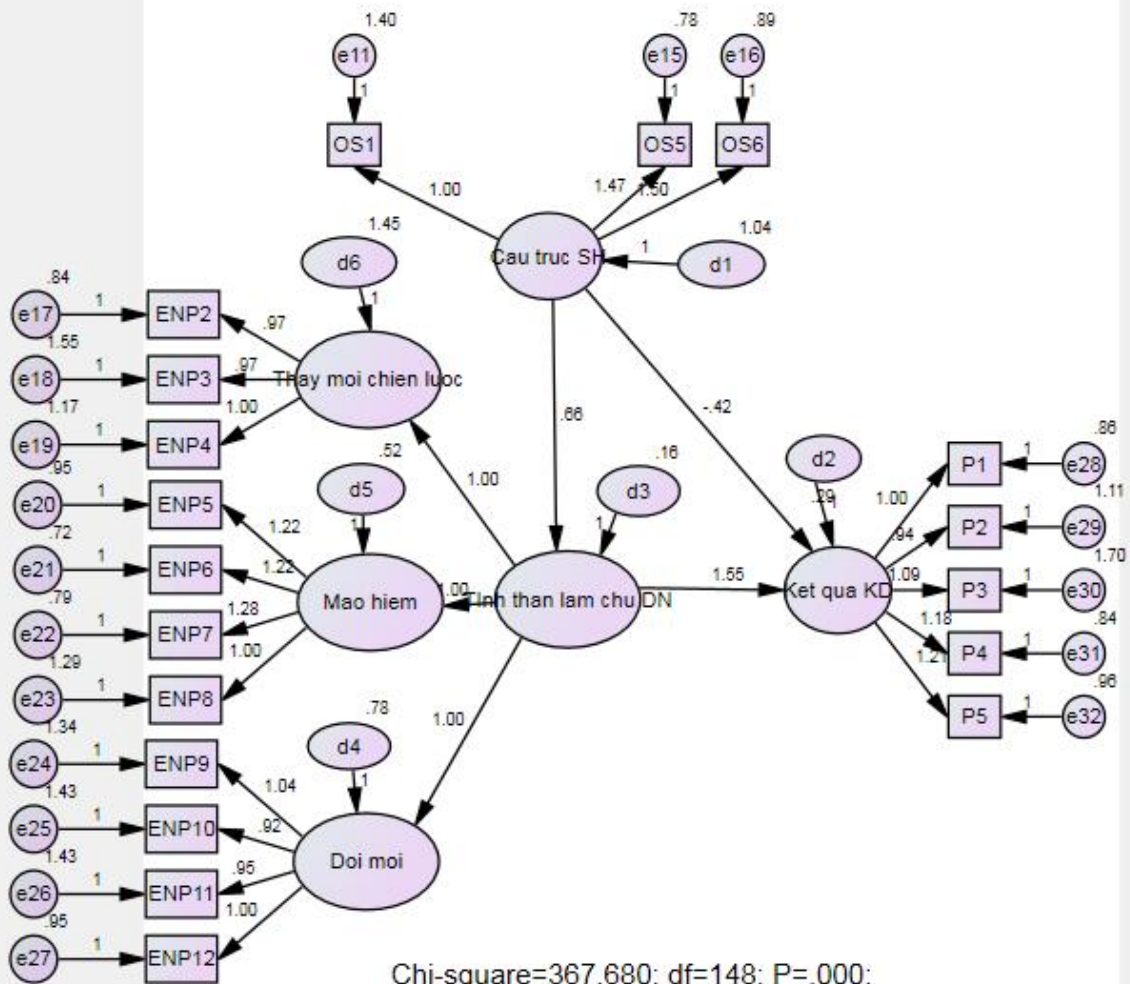 1.40
.78
.89
e11
e15
e16
1
1
1
OS1
OS5
OS6
1.00
1.47
1.50
1.45
1.04
Cau truc SH
1
d1
d6
.84
1
e17
1
ENP2
.97
1.55
e18
1
ENP3
.97
Thay moi chien luoc
1.17
1.00
.66
-.42
e19
1
ENP4
.95
.52
.16
.86
d2
e20
1
ENP5
d5
1.00
d3
P1
1
e28
1.22
.29
1
1.00
1.11
.72
1
1
.94
P2
1
e29
e21
1
ENP6
1.22
1.70
.79
1.28
Mao hiem
1.00
TInh than lam chu DN
1.55
Ket qua KD
1.09
P3
1
e30
e22
1
ENP7
1.18
.84
1.29
1.00
1.21
P4
1
e31
e23
1
ENP8
.96
1.34
.78
1.00
P5
1
e32
e24
1
ENP9
d4
1.43
1.04
1
e25
1
ENP10
.92
1.43
.95
Doi moi
e26
1
ENP11
.95
1.00
e27
1
ENP12
Chi-square=367.680; df=148; P=.000;